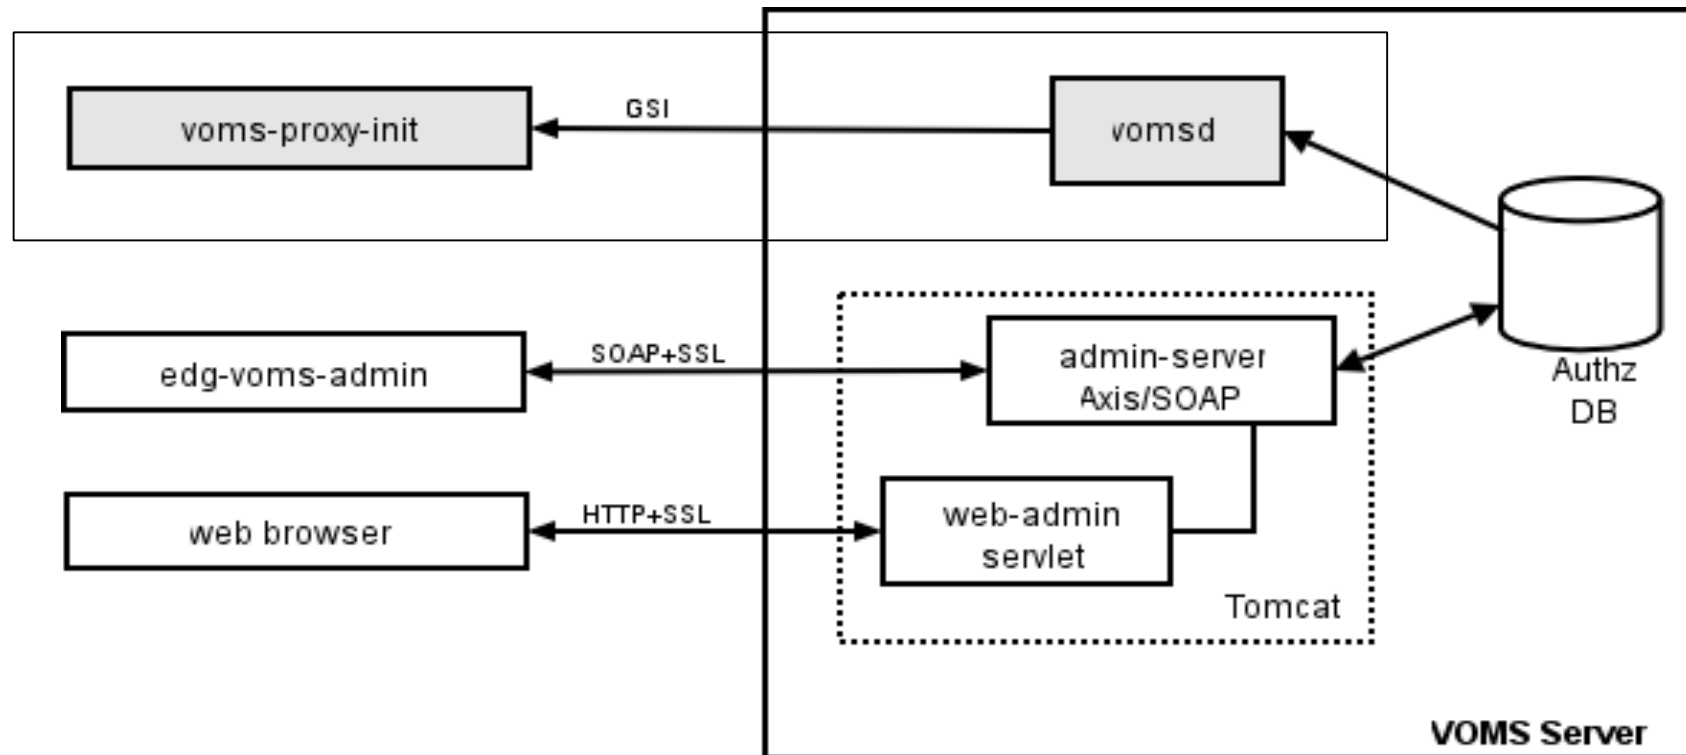 GSI
voms-proxy-init
vomsd
SOAP+SSL
edg-voms-admin
admin-server
Axis/SOAP
Authz
DB
HTTP+SSL
web browser
web-admin
servlet
Tomcat
VOMS Server